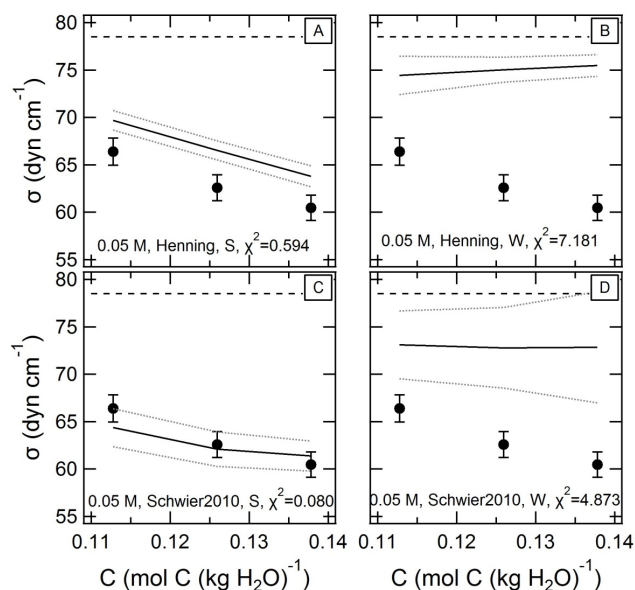 80
75
70
65
60
55
σ (dyn cm⁻¹)
A
0.05 M, Henning, S, χ²=0.594
B
0.05 M, Henning, W, χ²=7.181
80
75
70
65
60
55
σ (dyn cm⁻¹)
C
0.05 M, Schwier2010, S, χ²=0.080
D
0.05 M, Schwier2010, W, χ²=4.873
0.11 0.12 0.13 0.14
0.11 0.12 0.13 0.14
C (mol C (kg H₂O)⁻¹
C (mol C (kg H₂O)⁻¹